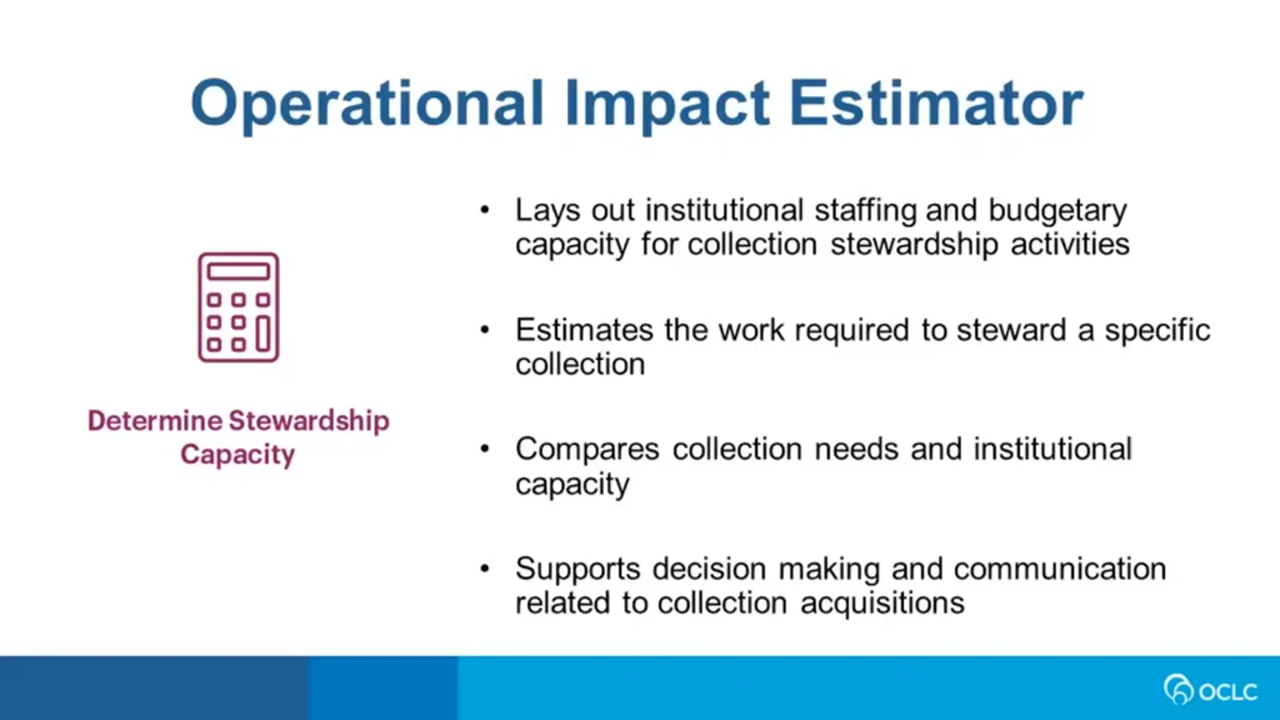 Operational Impact Estimator
Determine Stewardship
Capacity
• Lays out institutional staffing and budgetary
capacity for collection stewardship activities
• Estimates the work required to steward a specific
collection
• Compares collection needs and institutional
capacity
• Supports decision making and communication
related to collection acquisitions
OCLC